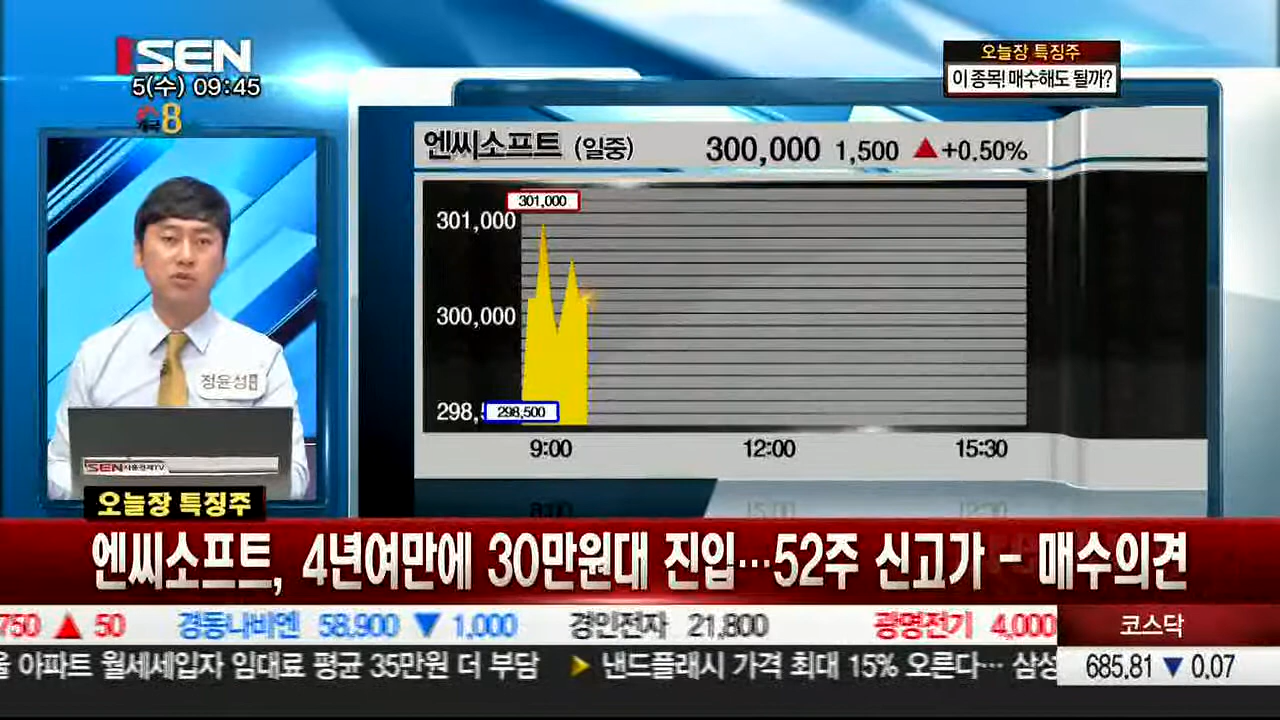 SEN
5(수) 09:45
8
오늘장 특징주
이 종목! 매수해도 될까?
엔씨소프트 (일중) 300,000 1,500 ▲+0.50%
301,000
301,000
300,000
298,500
9:00 12:00 15:30
정윤성
SEN 서울경제TV
오늘장 특징주
엔씨소프트, 4년여만에 30만원대 진입…52주 신고가 - 매수의견
750 ▲ 50 경동나비엔 58,900 ▼ 1,000 경인전자 21,800 광명전기 4,000 코스닥
아파트 월세세입자 임대료 평균 35만원 더 부담 ▶ 낸드플래시 가격 최대 15% 오른다… 삼성 685.81 ▼ 0.07